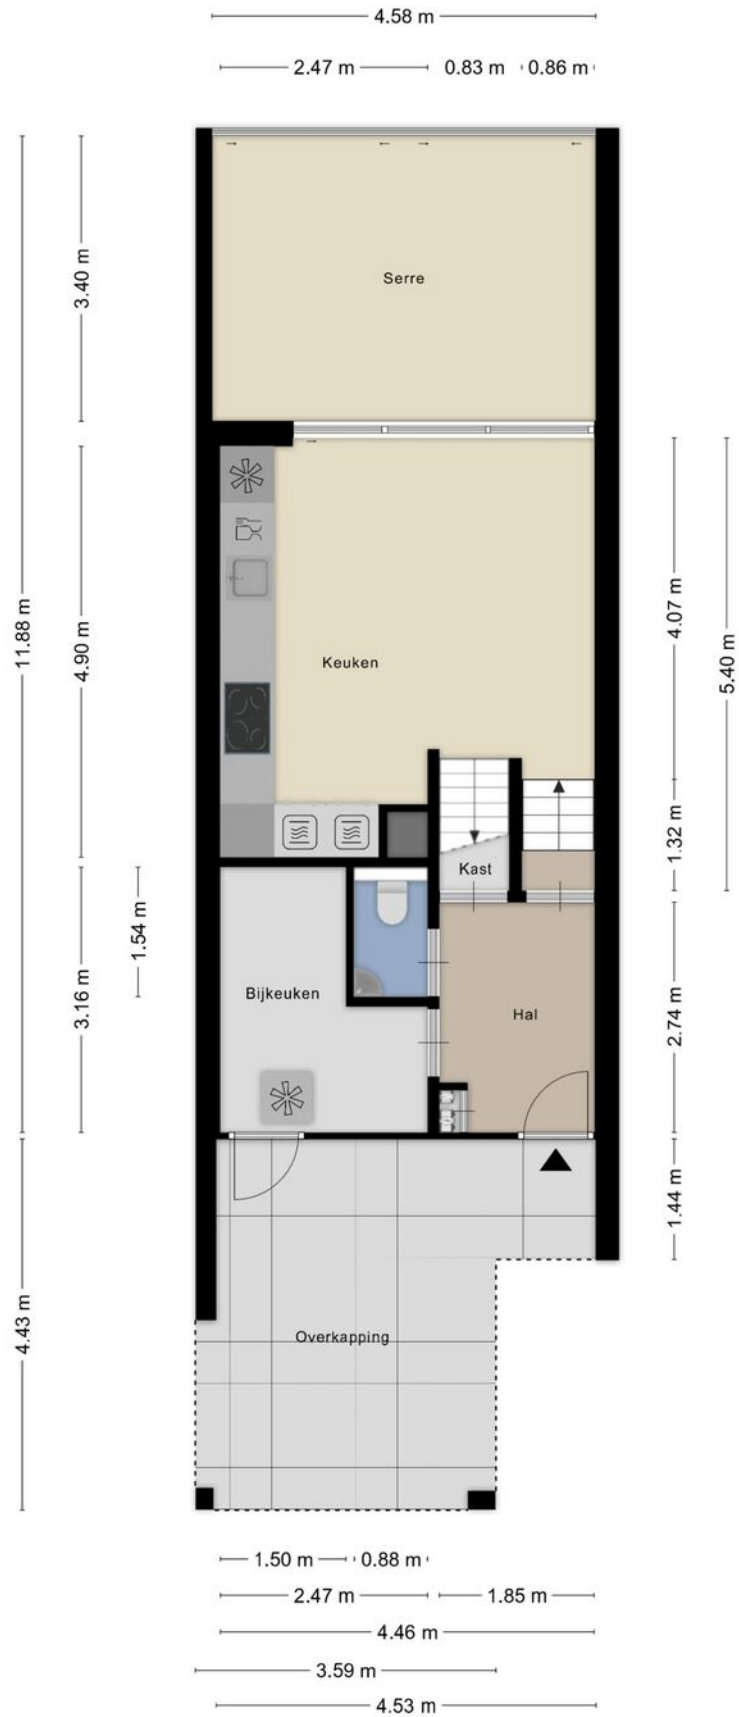 4.58 m
2.47 m 0.83 m 0.86 m
3.40 m
Serre
11.88 m
4.90 m
4.07 m
5.40 m
Keuken
1.32 m
Kast
1.54 m
3.16 m
Bijkeuken
Hal
2.74 m
1.44 m
4.43 m
Overkapping
1.50 m 0.88 m
2.47 m 1.85 m
4.46 m
3.59 m
4.53 m